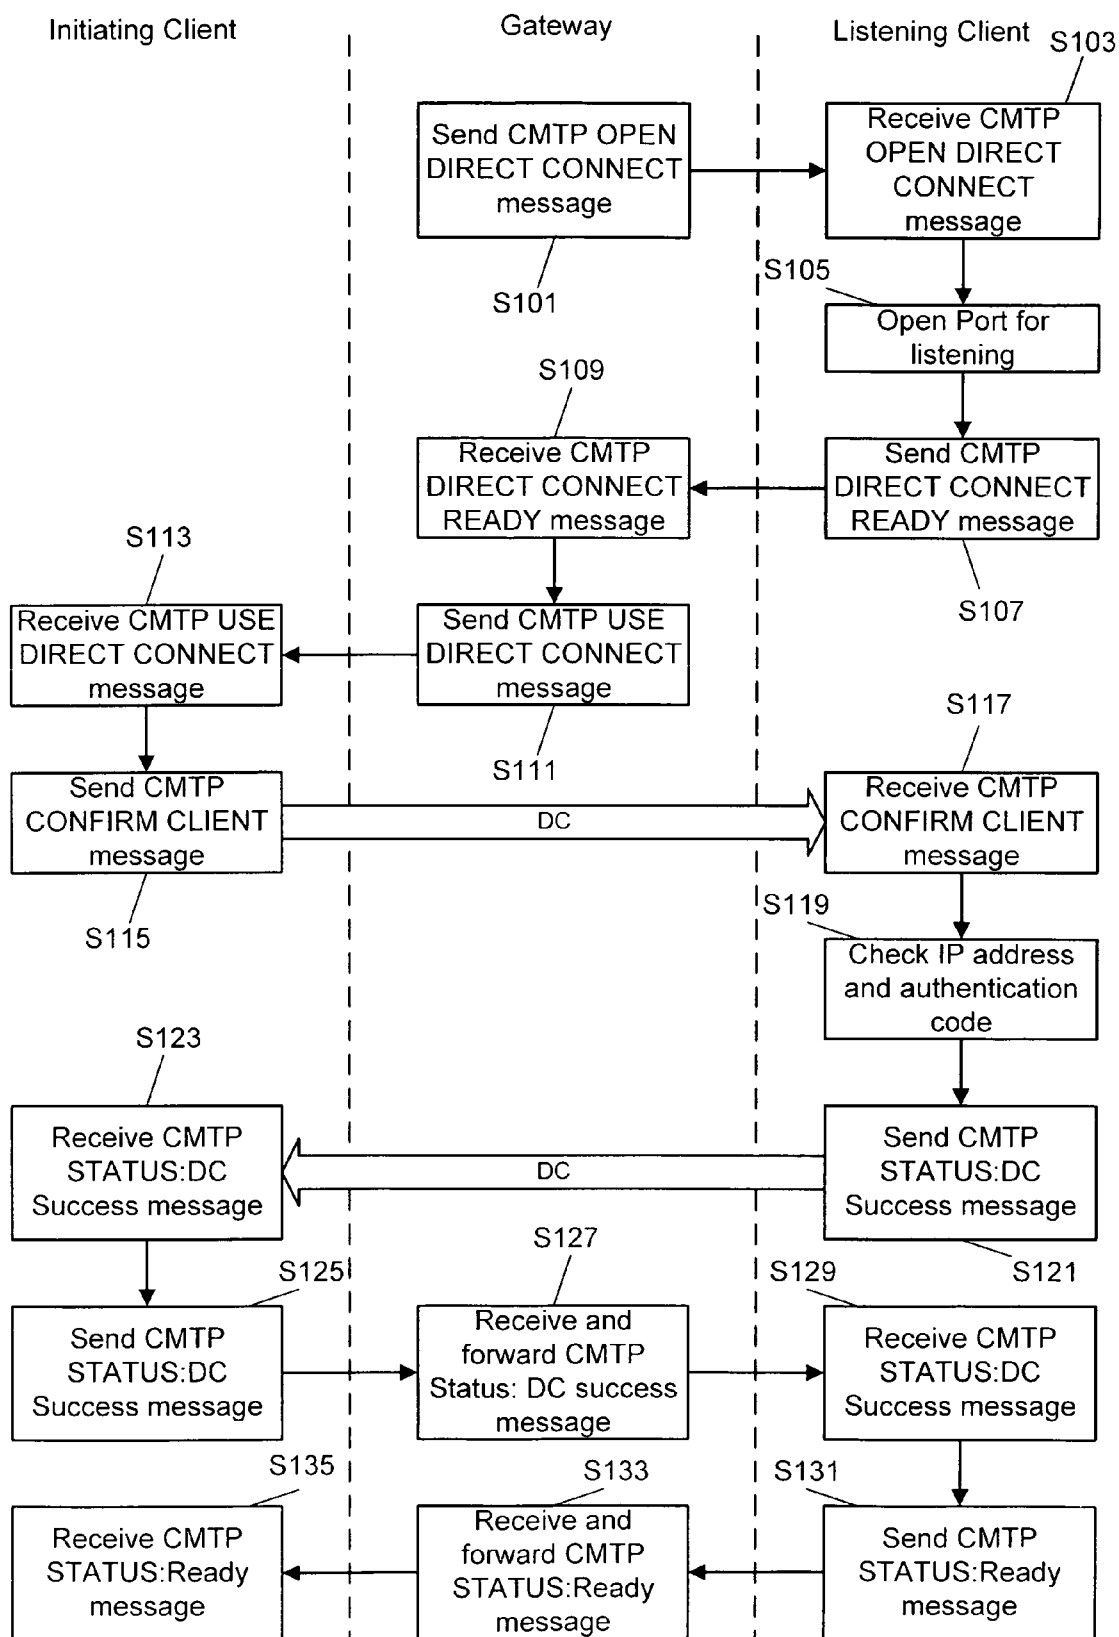 Initiating Client
Gateway
Listening Client
S103
Send CMTP OPEN
DIRECT CONNECT
message
S101
Receive CMTP
OPEN DIRECT
CONNECT
message
S105
Open Port for
listening
S109
Receive CMTP
DIRECT CONNECT
READY message
Send CMTP
DIRECT CONNECT
READY message
S107
S113
Receive CMTP USE
DIRECT CONNECT
message
Send CMTP USE
DIRECT CONNECT
message
S111
S117
Send CMTP
CONFIRM CLIENT
message
S115
DC
Receive CMTP
CONFIRM CLIENT
message
S119
Check IP address
and authentication
code
S123
Receive CMTP
STATUS:DC
Success message
DC
Send CMTP
STATUS:DC
Success message
S121
S125
Send CMTP
STATUS:DC
Success message
S127
Receive and
forward CMTP
Status: DC success
message
S129
Receive CMTP
STATUS:DC
Success message
S135
Receive CMTP
STATUS:Ready
message
S133
Receive and
forward CMTP
STATUS:Ready
message
S131
Send CMTP
STATUS:Ready
message